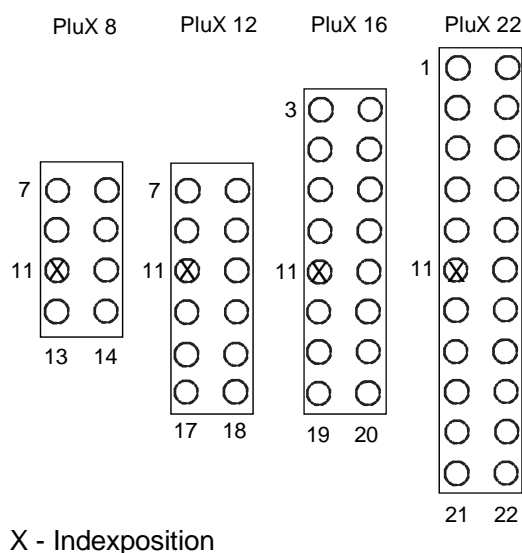 PluX 8 PluX 12 PluX 16 PluX 22
1
3
7 7
11 X 11 X 11 X 11 X
13 14
17 18
19 20
21 22
X - Indexposition